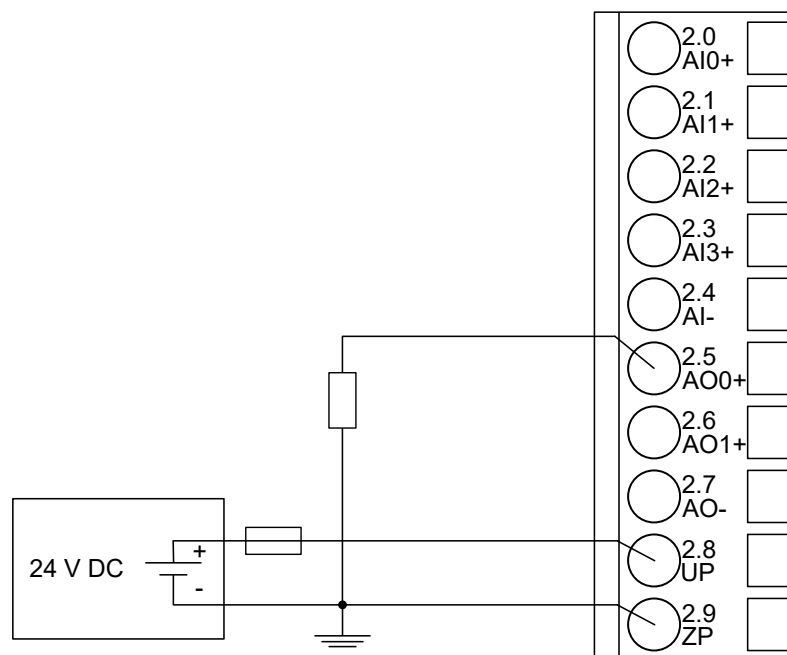 2.0
AI0+
2.1
AI1+
2.2
AI2+
2.3
AI3+
2.4
AI-
2.5
AO0+
2.6
AO1+
2.7
AO-
24 V DC
+
-
2.8
UP
2.9
ZP